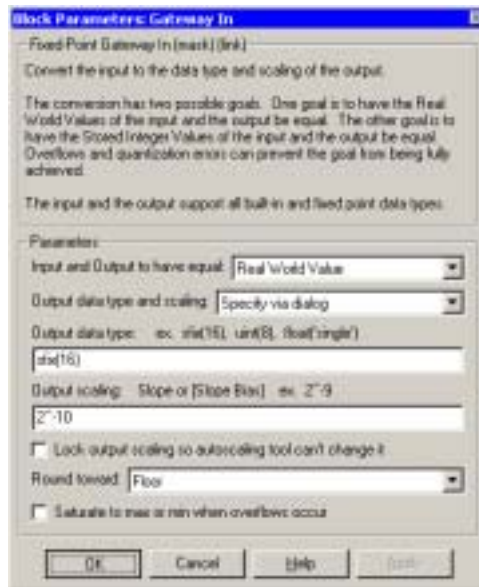 Block Parameters: Gateway In
Fixed-Point Gateway In (mask) (link)
Convert the input to the data type and scaling of the output.
The conversion has two possible goals. One goal is to have the Real
World Values of the input and the output be equal. The other goal is to
have the Stored Integer Values of the input and the output be equal.
Overflows and quantization errors can prevent the goal from being fully
achieved.
The input and the output support all built-in and fixed point data types.
Parameters
Input and Output to have equal: Real World Value
Output data type and scaling: Specify via dialog
Output data type: ex. sfix(16), uint(8), float('single')
sfix(16)
Output scaling: Slope or [Slope Bias] ex. 2^-9
2^-10
Lock output scaling so autoscaling tool can't change it
Round toward: Floor
Saturate to max or min when overflows occur
OK Cancel Help Apply